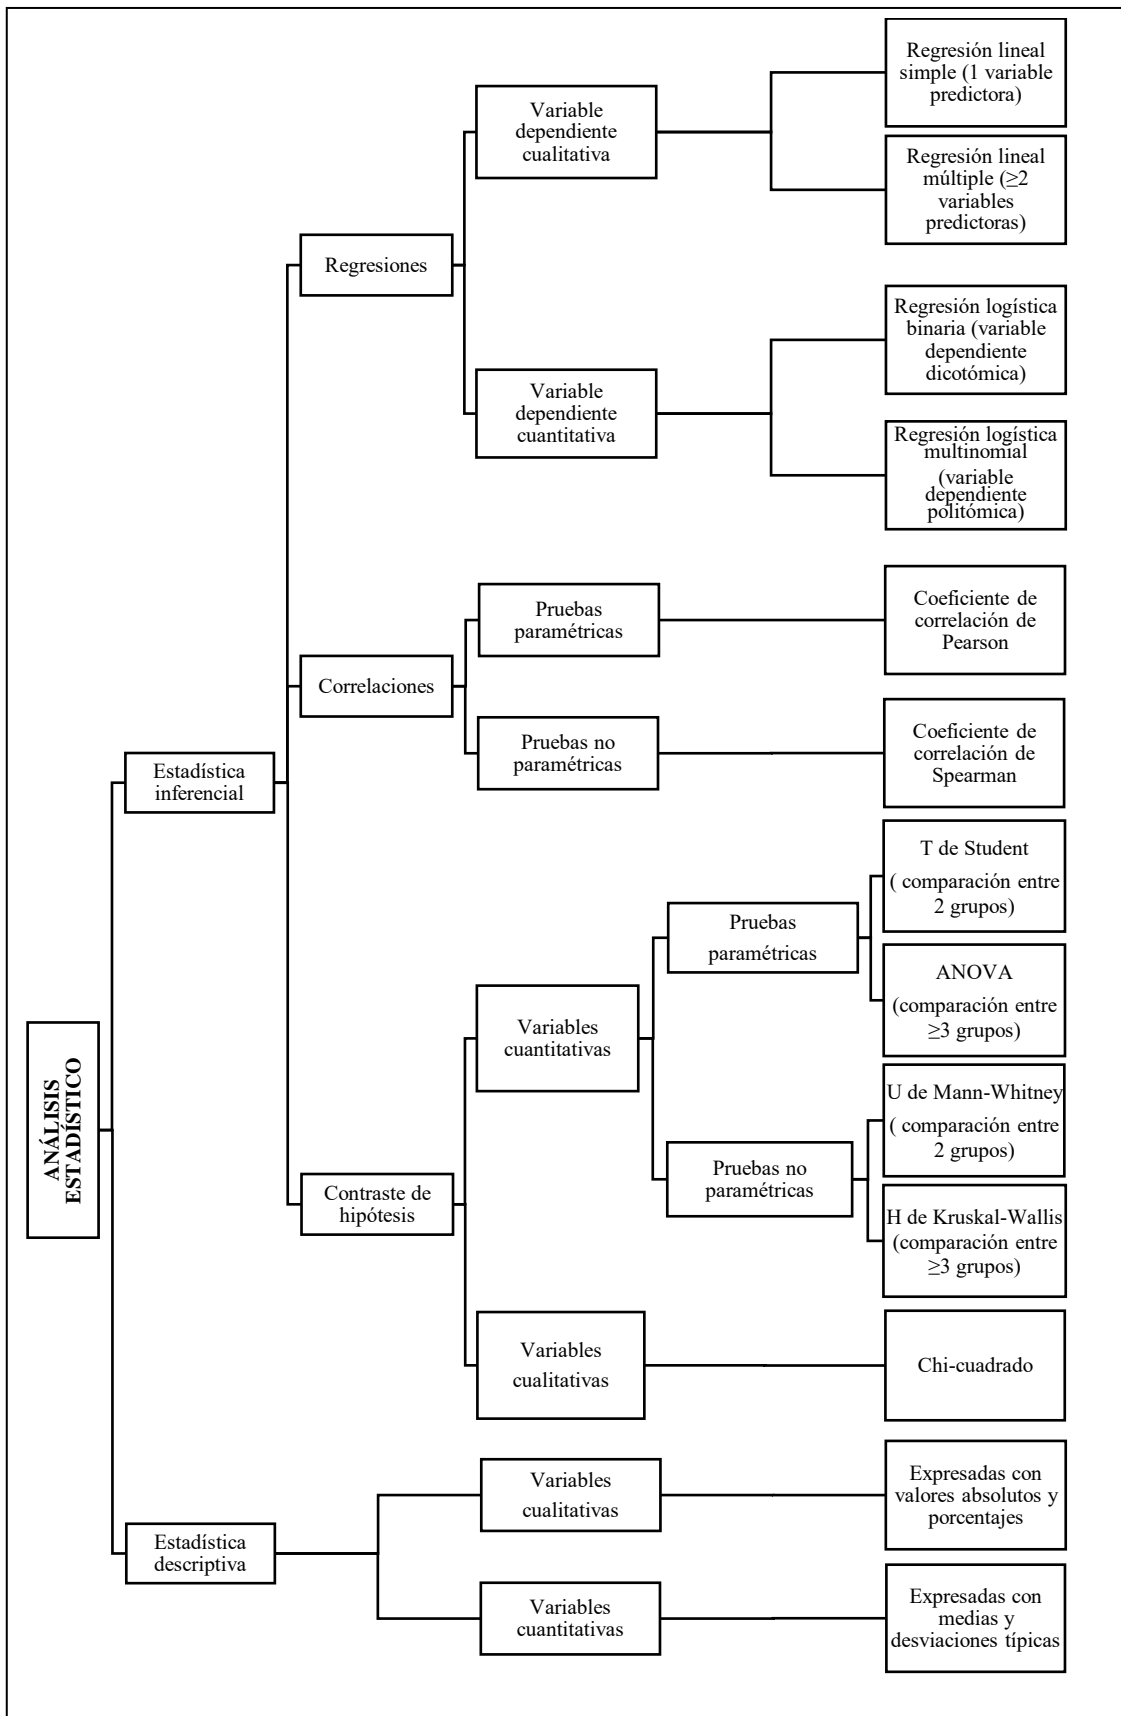 Regresión lineal
simple (1 variable
predictora)
Variable
dependiente
cualitativa
Regresión lineal
múltiple (≥2
variables
predictoras)
Regresiones
Regresión logística
binaria (variable
dependiente
dicotómica)
Variable
dependiente
cuantitativa
Regresión logística
multinomial
(variable
dependiente
politómica)
Pruebas
paramétricas
Coeficiente de
correlación de
Pearson
Correlaciones
Pruebas no
paramétricas
Coeficiente de
correlación de
Spearman
Estadística
inferencial
T de Student
( comparación entre
2 grupos)
Pruebas
paramétricas
ANOVA
(comparación entre
≥3 grupos)
Variables
cuantitativas
ANÁLISIS
ESTADÍSTICO
U de Mann-Whitney
( comparación entre
2 grupos)
Pruebas no
paramétricas
Contraste de
hipótesis
H de Kruskal-Wallis
(comparación entre
≥3 grupos)
Variables
cualitativas
Chi-cuadrado
Variables
cualitativas
Expresadas con
valores absolutos y
porcentajes
Estadística
descriptiva
Variables
cuantitativas
Expresadas con
medias y
desviaciones típicas